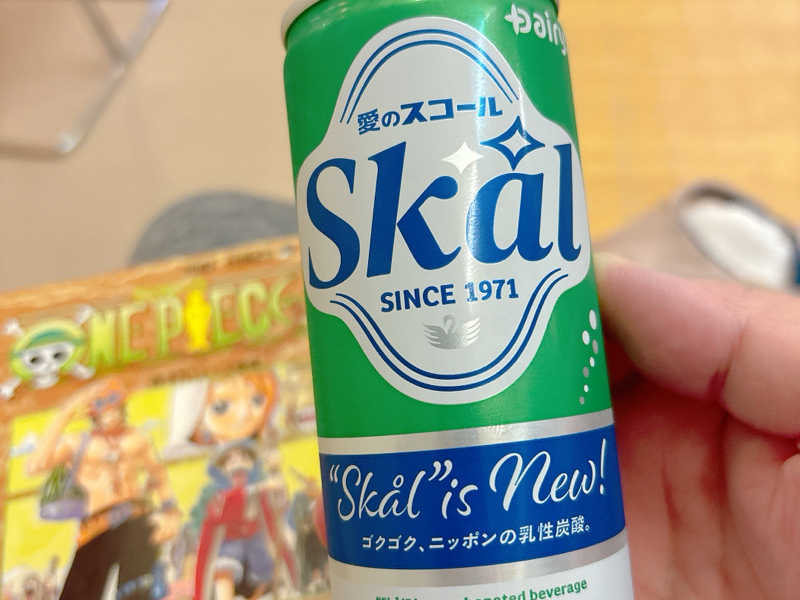 愛のスコール
Skål
SINCE 1971
"Skål" is New!
ゴクゴク、ニッポンの乳性炭酸。
beverage
ONE PIECE